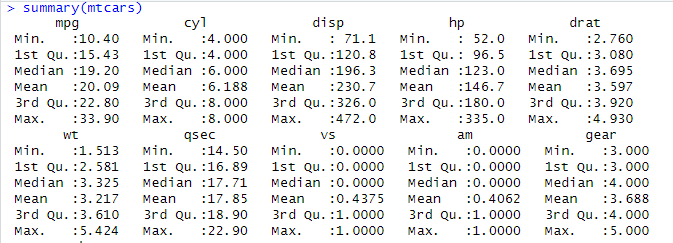 > summary(mtcars)
mpg cyl disp hp drat
Min. :10.40 Min. :4.000 Min. : 71.1 Min. : 52.0 Min. :2.760
1st Qu.:15.43 1st Qu.:4.000 1st Qu.:120.8 1st Qu.: 96.5 1st Qu.:3.080
Median :19.20 Median :6.000 Median :196.3 Median :123.0 Median :3.695
Mean :20.09 Mean :6.188 Mean :230.7 Mean :146.7 Mean :3.597
3rd Qu.:22.80 3rd Qu.:8.000 3rd Qu.:326.0 3rd Qu.:180.0 3rd Qu.:3.920
Max. :33.90 Max. :8.000 Max. :472.0 Max. :335.0 Max. :4.930
wt qsec vs am gear
Min. :1.513 Min. :14.50 Min. :0.0000 Min. :0.0000 Min. :3.000
1st Qu.:2.581 1st Qu.:16.89 1st Qu.:0.0000 1st Qu.:0.0000 1st Qu.:3.000
Median :3.325 Median :17.71 Median :0.0000 Median :0.0000 Median :4.000
Mean :3.217 Mean :17.85 Mean :0.4375 Mean :0.4062 Mean :3.688
3rd Qu.:3.610 3rd Qu.:18.90 3rd Qu.:1.0000 3rd Qu.:1.0000 3rd Qu.:4.000
Max. :5.424 Max. :22.90 Max. :1.0000 Max. :1.0000 Max. :5.000